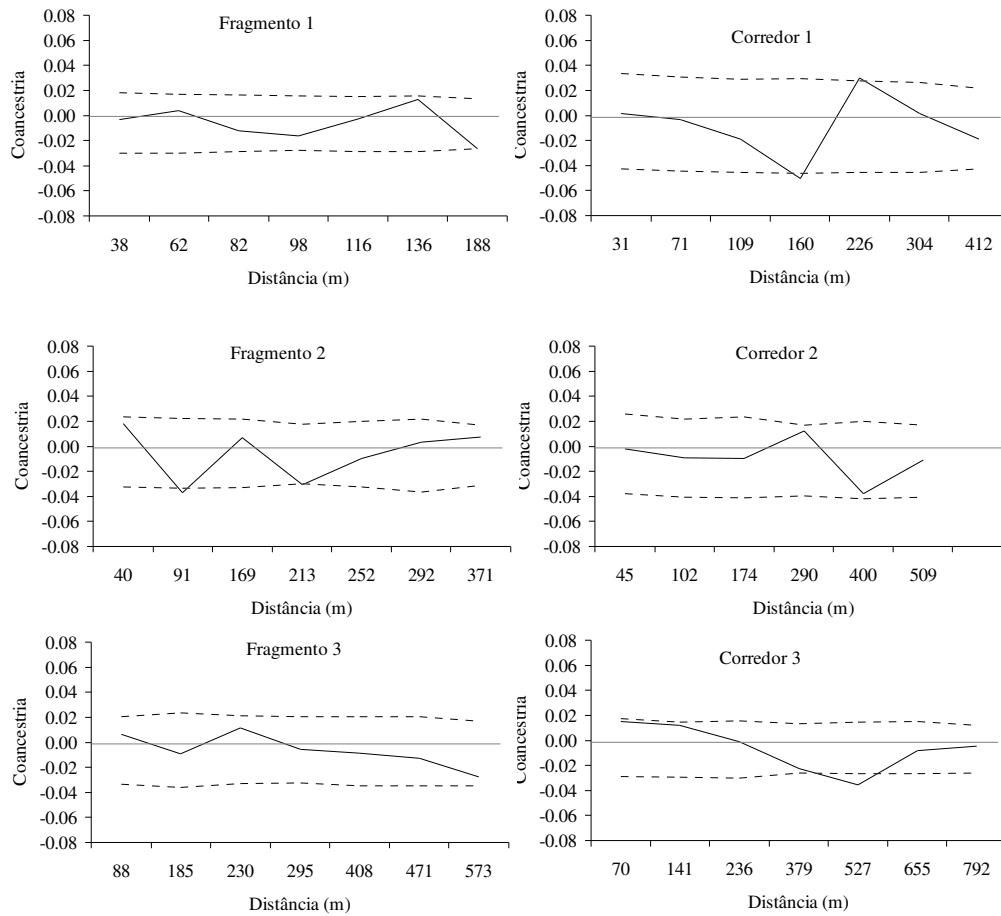 Fragmento 1
Coancestria
0.08
0.06
0.04
0.02
0.00
-0.02
-0.04
-0.06
-0.08
38 62 82 98 116 136 188
Distância (m)
Corredor 1
Coancestria
0.08
0.06
0.04
0.02
0.00
-0.02
-0.04
-0.06
-0.08
31 71 109 160 226 304 412
Distância (m)
Fragmento 2
Coancestria
0.08
0.06
0.04
0.02
0.00
-0.02
-0.04
-0.06
-0.08
40 91 169 213 252 292 371
Distância (m)
Corredor 2
Coancestria
0.08
0.06
0.04
0.02
0.00
-0.02
-0.04
-0.06
-0.08
45 102 174 290 400 509
Distância (m)
Fragmento 3
Coancestria
0.08
0.06
0.04
0.02
0.00
-0.02
-0.04
-0.06
-0.08
88 185 230 295 408 471 573
Distância (m)
Corredor 3
Coancestria
0.08
0.06
0.04
0.02
0.00
-0.02
-0.04
-0.06
-0.08
70 141 236 379 527 655 792
Distância (m)